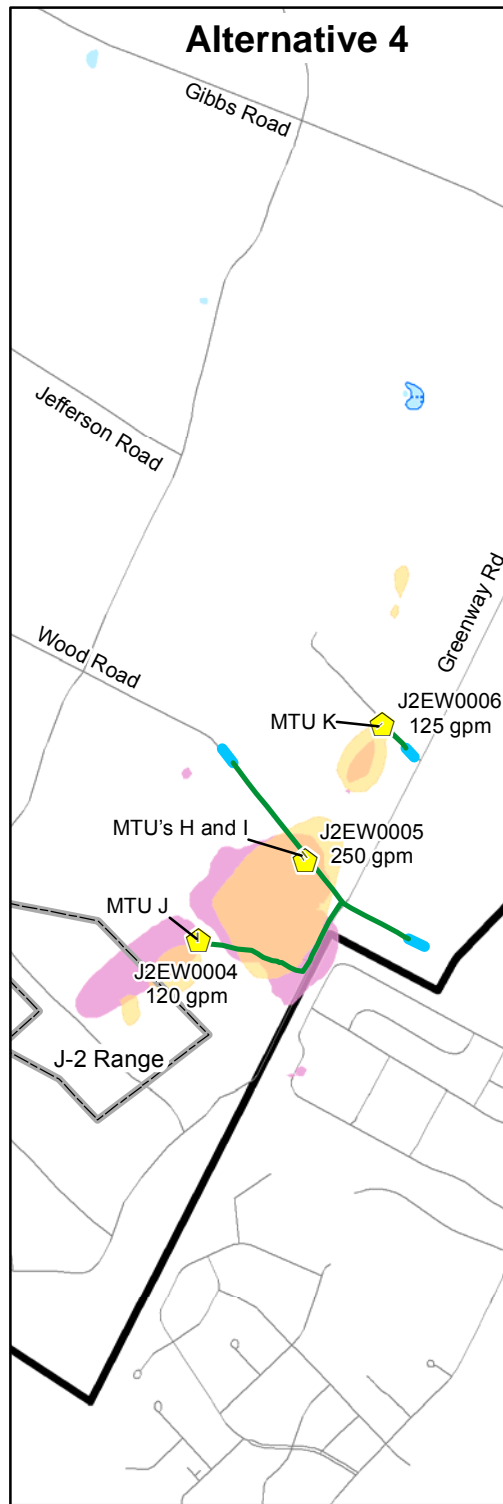 Alternative 4
Gibbs Road
Jefferson Road
Greenway Rd
Wood Road
J2EW0006
125 gpm
MTU K
J2EW0005
250 gpm
MTU's H and I
MTU J
J2EW0004
120 gpm
J-2 Range